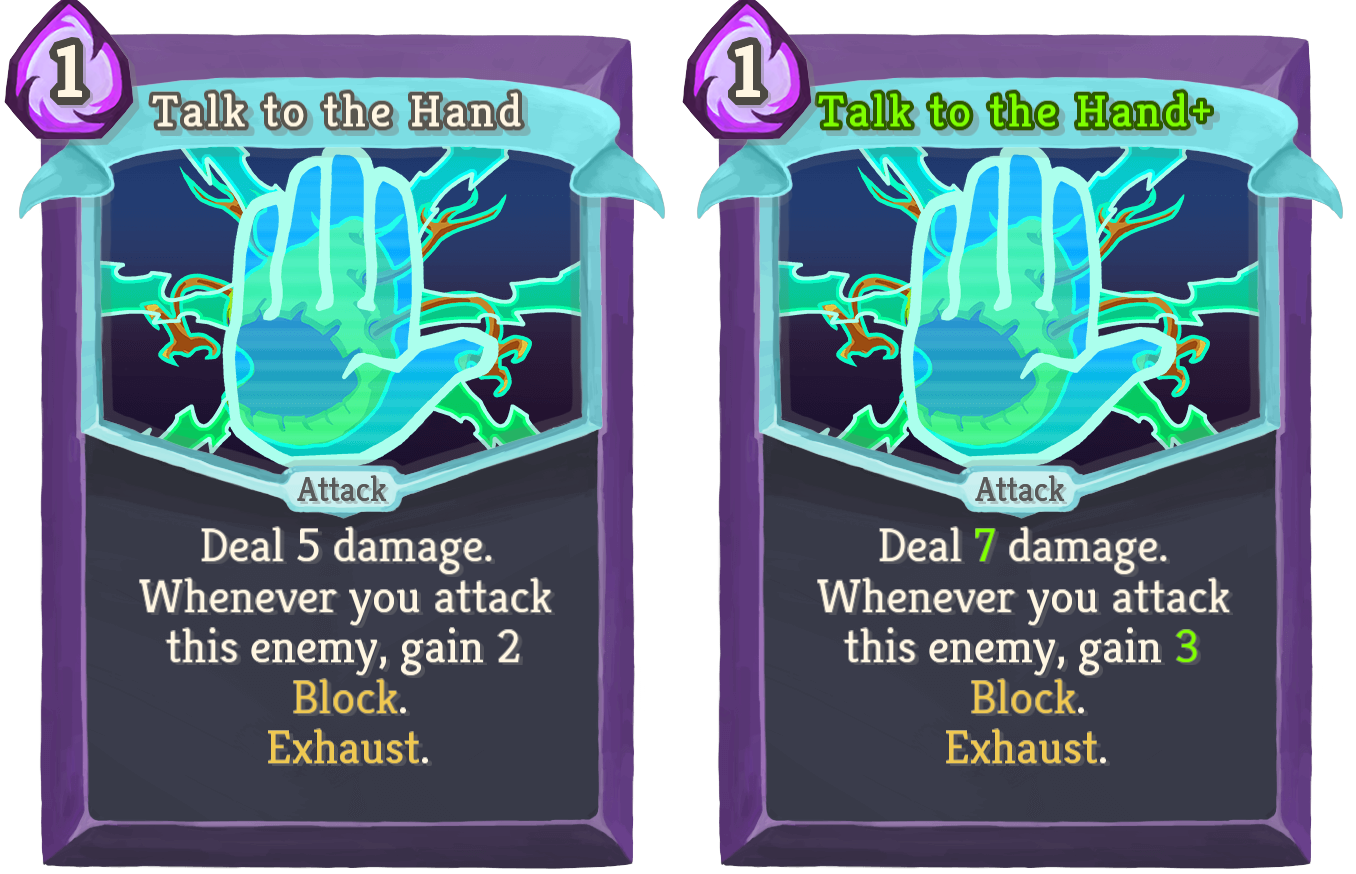 1
Talk to the Hand
Attack
Deal 5 damage.
Whenever you attack
this enemy, gain 2
Block.
Exhaust.
1
Talk to the Hand+
Attack
Deal 7 damage.
Whenever you attack
this enemy, gain 3
Block.
Exhaust.